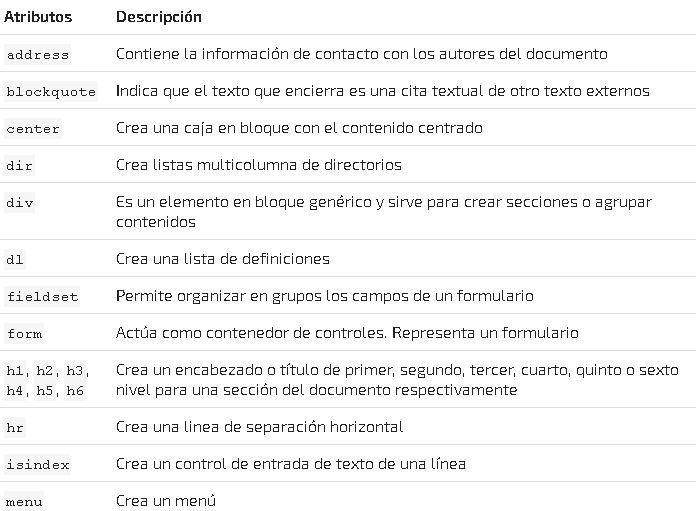 Atributos Descripción
address Contiene la información de contacto con los autores del documento
blockquote Indica que el texto que encierra es una cita textual de otro texto externos
center Crea una caja en bloque con el contenido centrado
dir Crea listas multicolumna de directorios
div Es un elemento en bloque genérico y sirve para crear secciones o agrupar
contenidos
dl Crea una lista de definiciones
fieldset Permite organizar en grupos los campos de un formulario
form Actúa como contenedor de controles. Representa un formulario
h1, h2, h3, Crea un encabezado o título de primer, segundo, tercer, cuarto, quinto o sexto
h4, h5, h6 nivel para una sección del documento respectivamente
hr Crea una linea de separación horizontal
isindex Crea un control de entrada de texto de una línea
menu Crea un menú